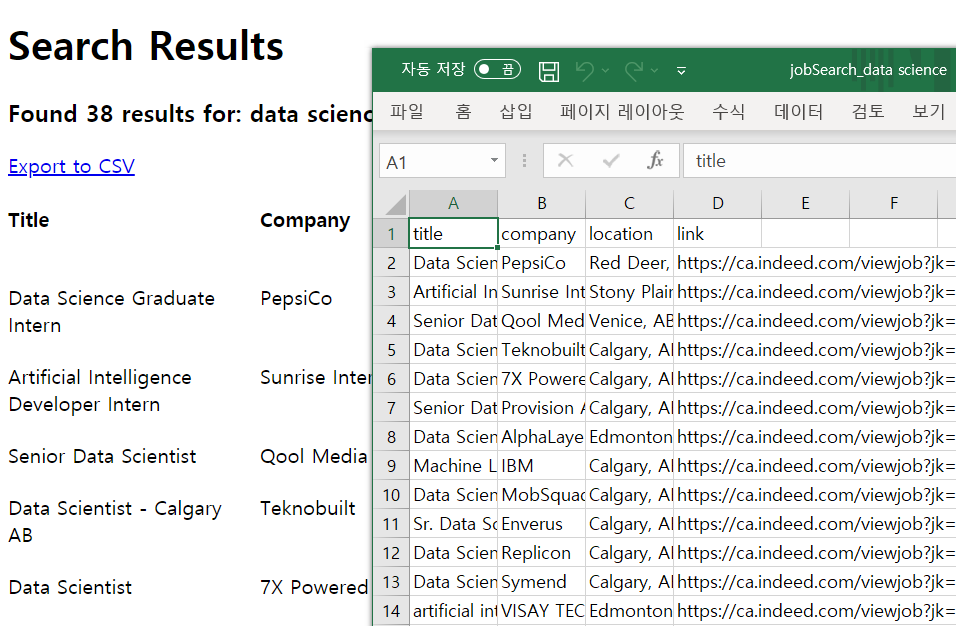 Search Results
Found 38 results for: data scienc
Export to CSV
Title Company
Data Science Graduate Intern PepsiCo
Artificial Intelligence Developer Intern Sunrise Inter
Senior Data Scientist Qool Media
Data Scientist - Calgary AB Teknobuilt
Data Scientist 7X Powered
자동 저장 끔 jobSearch_data science
파일 홈 삽입 페이지 레이아웃 수식 데이터 검토 보기
A1 fx title
A B C D E F
1 title company location link
2 Data Scien PepsiCo Red Deer, https://ca.indeed.com/viewjob?jk=
3 Artificial In Sunrise Int Stony Plain https://ca.indeed.com/viewjob?jk=
4 Senior Dat Qool Med Venice, AB https://ca.indeed.com/viewjob?jk=
5 Data Scien Teknobuilt Calgary, Al https://ca.indeed.com/viewjob?jk=
6 Data Scien 7X Powere Calgary, Al https://ca.indeed.com/viewjob?jk=
7 Senior Dat Provision A Calgary, Al https://ca.indeed.com/viewjob?jk=
8 Data Scien AlphaLaye Edmonton https://ca.indeed.com/viewjob?jk=
9 Machine L IBM Calgary, Al https://ca.indeed.com/viewjob?jk=
10 Data Scien MobSquad Calgary, Al https://ca.indeed.com/viewjob?jk=
11 Sr. Data Sc Enverus Calgary, Al https://ca.indeed.com/viewjob?jk=
12 Data Scien Replicon Calgary, Al https://ca.indeed.com/viewjob?jk=
13 Data Scien Symend Calgary, Al https://ca.indeed.com/viewjob?jk=
14 artificial int VISAY TEC Edmonton https://ca.indeed.com/viewjob?jk=